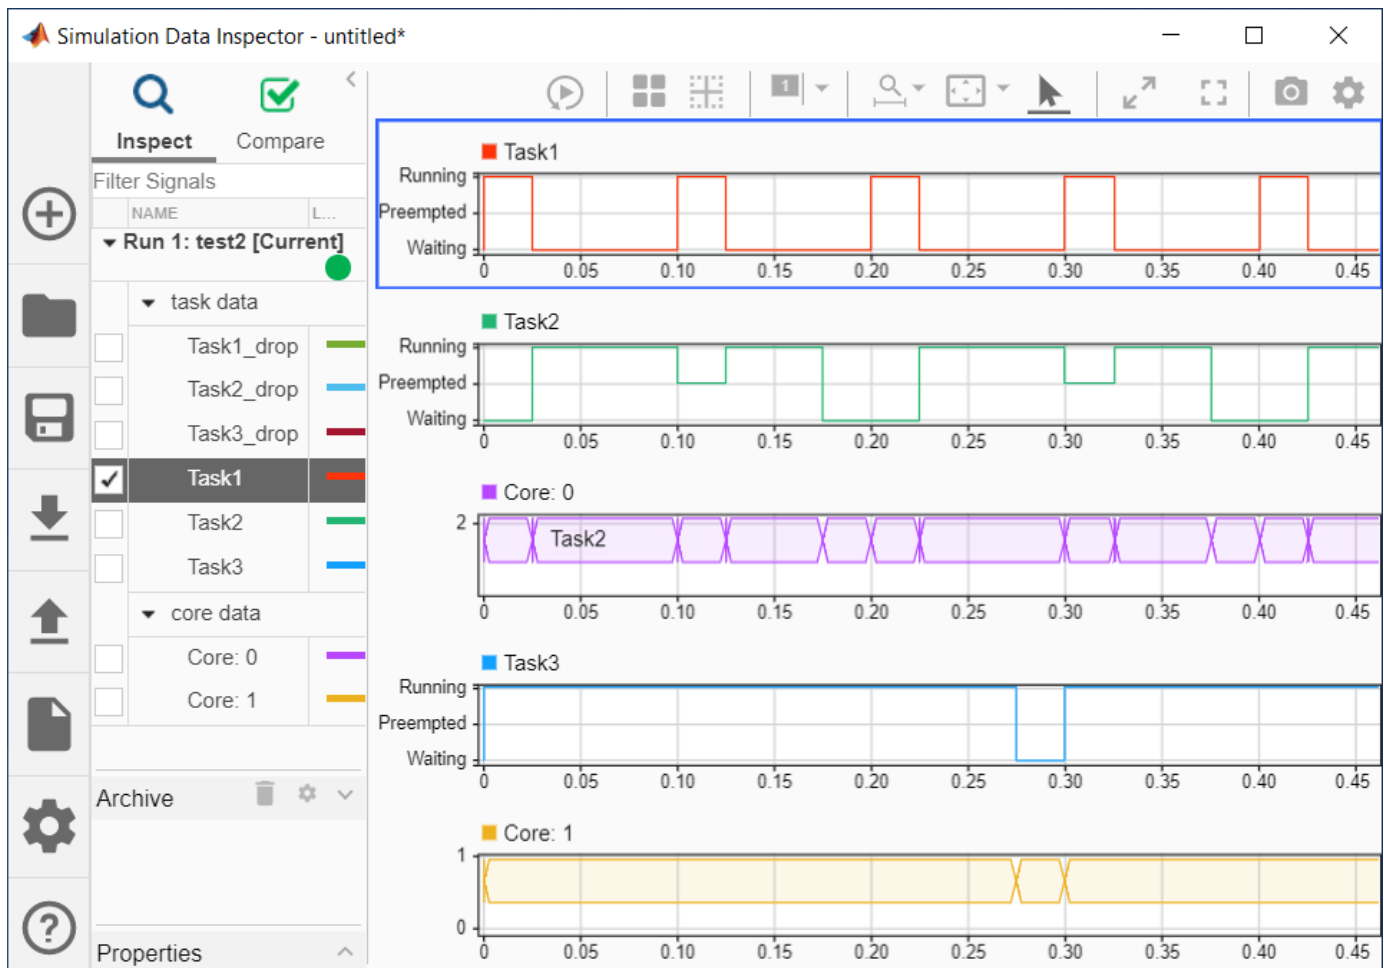 Simulation Data Inspector - untitled*
Inspect
Compare
1
Filter Signals
NAME
L...
Run 1: test2 [Current]
task data
Task1_drop
Task2_drop
Task3_drop
Task1
Task2
Task3
core data
Core: 0
Core: 1
Archive
Properties
Task1
Running
Preempted
Waiting
0 0.05 0.10 0.15 0.20 0.25 0.30 0.35 0.40 0.45
Task2
Running
Preempted
Waiting
0 0.05 0.10 0.15 0.20 0.25 0.30 0.35 0.40 0.45
Core: 0
2
Task2
0 0.05 0.10 0.15 0.20 0.25 0.30 0.35 0.40 0.45
Task3
Running
Preempted
Waiting
0 0.05 0.10 0.15 0.20 0.25 0.30 0.35 0.40 0.45
Core: 1
1
0
0 0.05 0.10 0.15 0.20 0.25 0.30 0.35 0.40 0.45